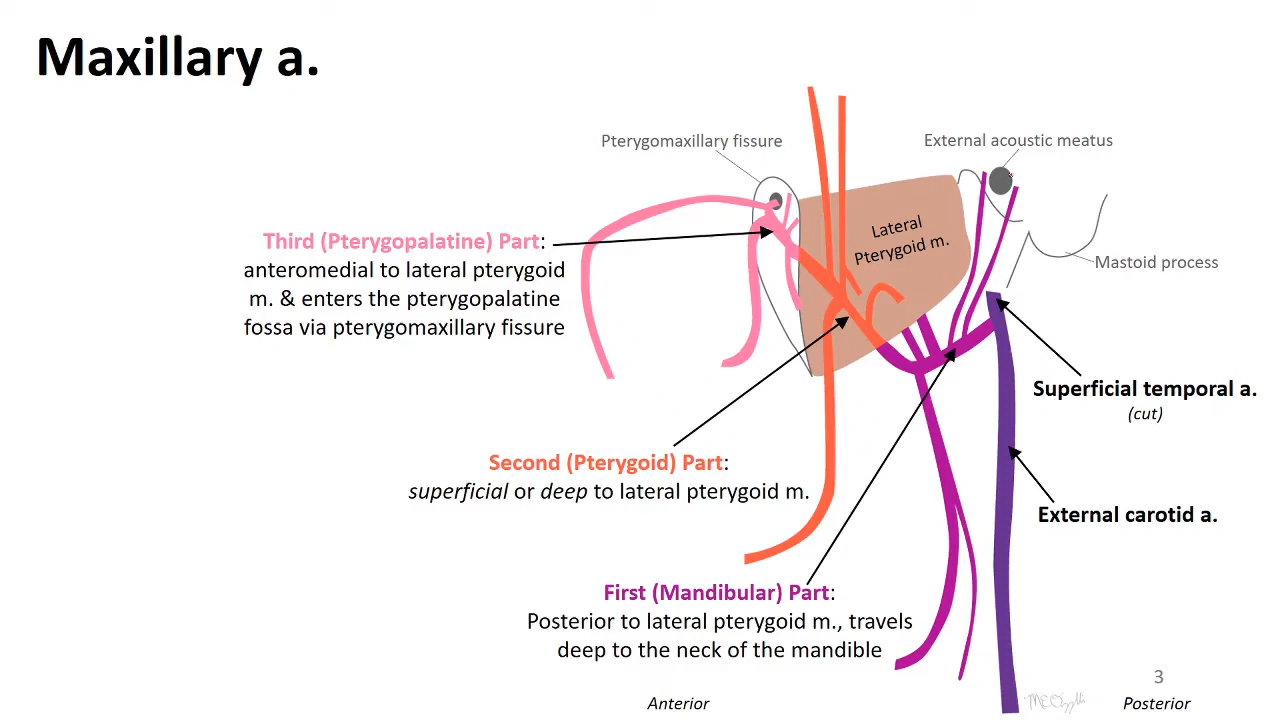 Maxillary a.
Pterygomaxillary fissure
External acoustic meatus
Lateral
Pterygoid m.
Mastoid process
Third (Pterygopalatine) Part:
anteromedial to lateral pterygoid
m. & enters the pterygopalatine
fossa via pterygomaxillary fissure
Superficial temporal a.
(cut)
Second (Pterygoid) Part:
superficial or deep to lateral pterygoid m.
External carotid a.
First (Mandibular) Part:
Posterior to lateral pterygoid m., travels
deep to the neck of the mandible
3
Anterior
Posterior